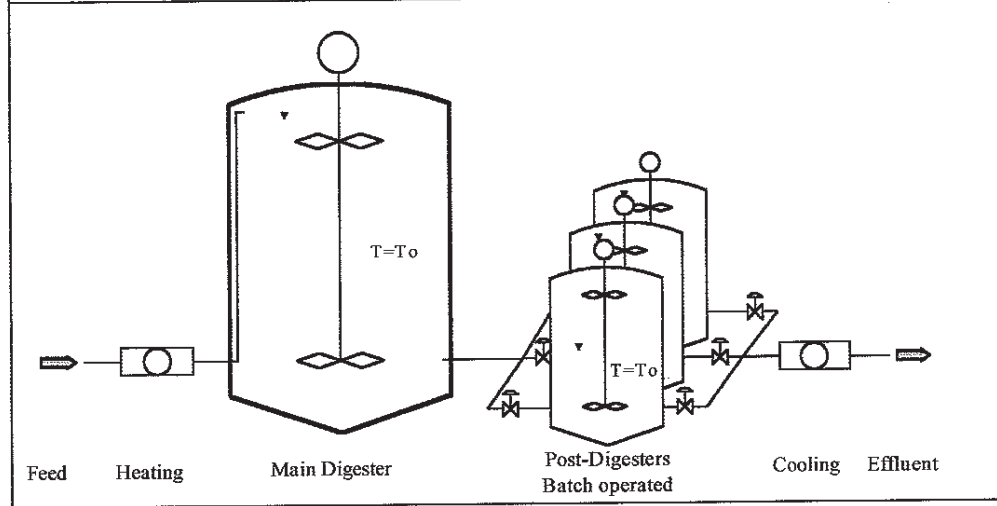 T=To
T=To
Feed
Heating
Main Digester
Post-Digesters
Batch operated
Cooling
Effluent